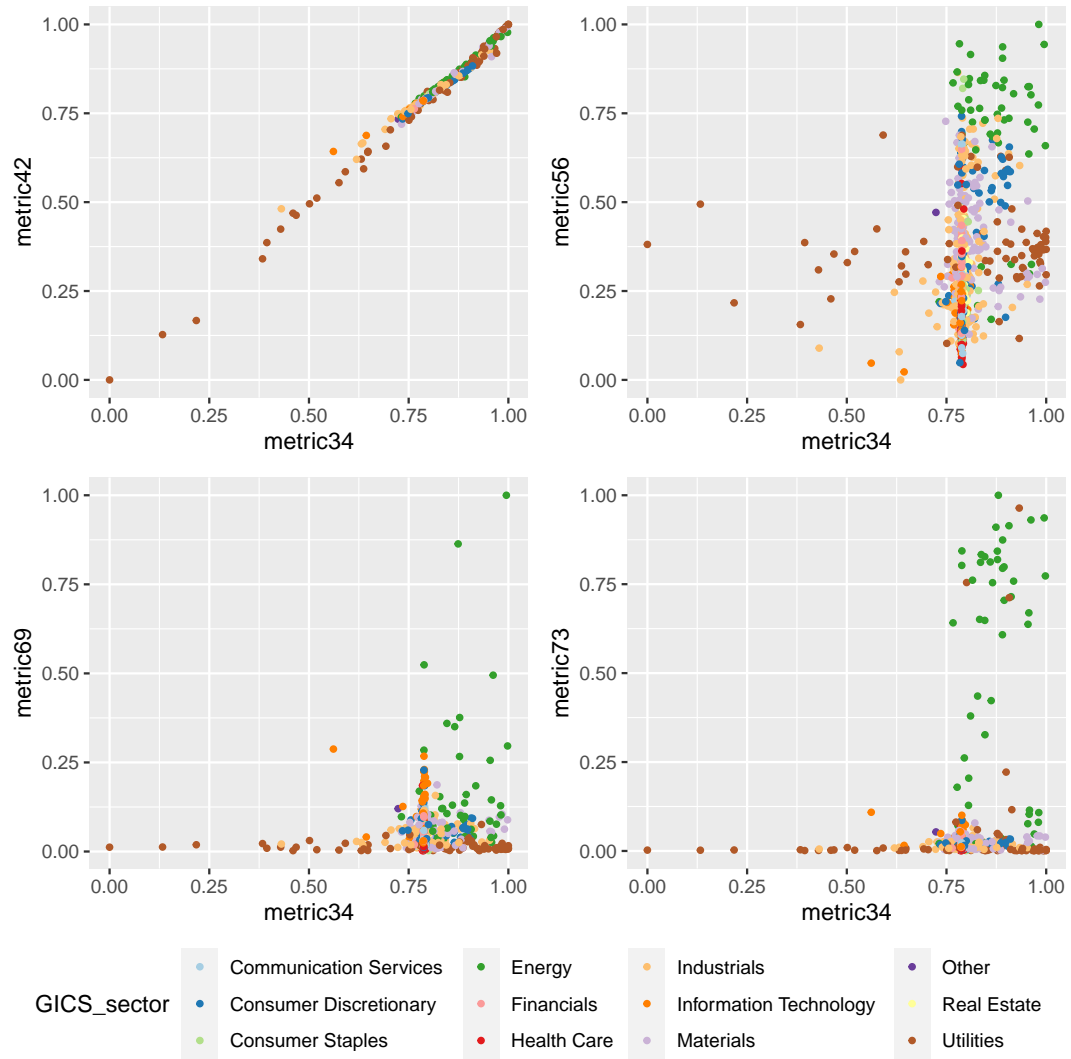 1.00
0.75
0.50
0.25
0.00
metric42
0.00 0.25 0.50 0.75 1.00
metric34
1.00
0.75
0.50
0.25
0.00
metric56
0.00 0.25 0.50 0.75 1.00
metric34
1.00
0.75
0.50
0.25
0.00
metric69
0.00 0.25 0.50 0.75 1.00
metric34
1.00
0.75
0.50
0.25
0.00
metric73
0.00 0.25 0.50 0.75 1.00
metric34
GICS_sector
Communication Services
Consumer Discretionary
Consumer Staples
Energy
Financials
Health Care
Industrials
Information Technology
Materials
Other
Real Estate
Utilities